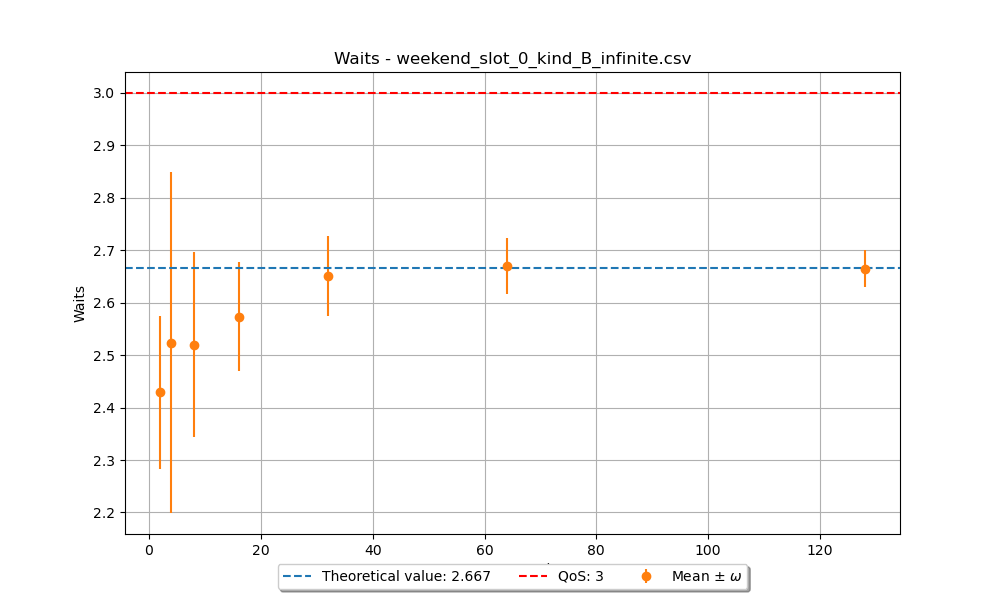 Waits - weekend_slot_0_kind_B_infinite.csv
3.0
2.9
2.8
2.7
2.6
2.5
2.4
2.3
2.2
Waits
0 20 40 60 80 100 120
Theoretical value: 2.667 QoS: 3 Mean ± ω